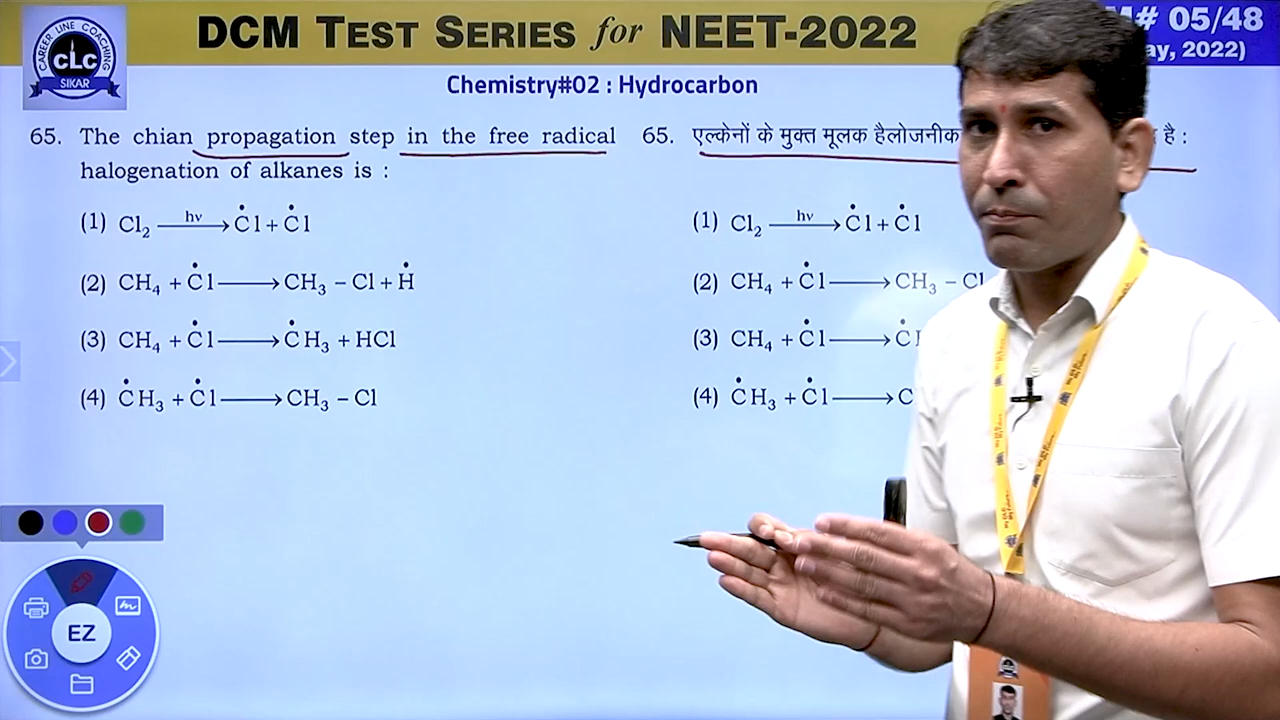 DCM TEST SERIES for NEET-2022
# 05/48
2022)
CAREER LINE COACHING
CLC
SIKAR
Chemistry#02 : Hydrocarbon
65. The chian propagation step in the free radical
halogenation of alkanes is :
(1) Cl₂ —hν→ Ċl + Ċl
(2) CH₄ + Ċl ⟶ CH₃ – Cl + Ḣ
(3) CH₄ + Ċl ⟶ ĊH₃ + HCl
(4) ĊH₃ + Ċl ⟶ CH₃ – Cl
65. एल्केनों के मुक्त मूलक हैलोजनीक है :
(1) Cl₂ —hν→ Ċl + Ċl
(2) CH₄ + Ċl ⟶ CH₃ – Cl
(3) CH₄ + Ċl ⟶ Ċ
(4) ĊH₃ + Ċl ⟶ C
EZ